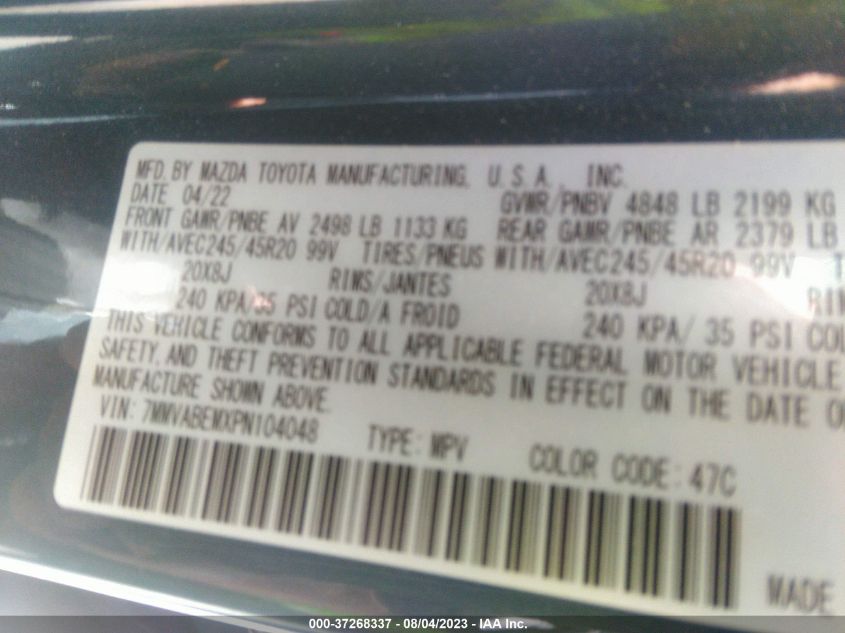 MFD. BY MAZDA TOYOTA MANUFACTURING, U.S.A., INC.
DATE 04/22 GVWR/PNBV 4848 LB 2199 KG
FRONT GAWR/PNBE AV 2498 LB 1133 KG REAR GAWR/PNBE AR 2379 LB
WITH/AVEC245/45R20 99V TIRES/PNEUS WITH/AVEC245/45R20 99V
20X8J RIMS/JANTES 20X8J RIM
240 KPA/35 PSI COLD/A FROID 240 KPA/ 35 PSI COL
THIS VEHICLE CONFORMS TO ALL APPLICABLE FEDERAL MOTOR VEHICLE
SAFETY, AND THEFT PREVENTION STANDARDS IN EFFECT ON THE DATE O
MANUFACTURE SHOWN ABOVE.
VIN: 7MMVABEMXPN104048 TYPE: MPV COLOR CODE: 47C
MADE
000-37268337 - 08/04/2023 - IAA Inc.